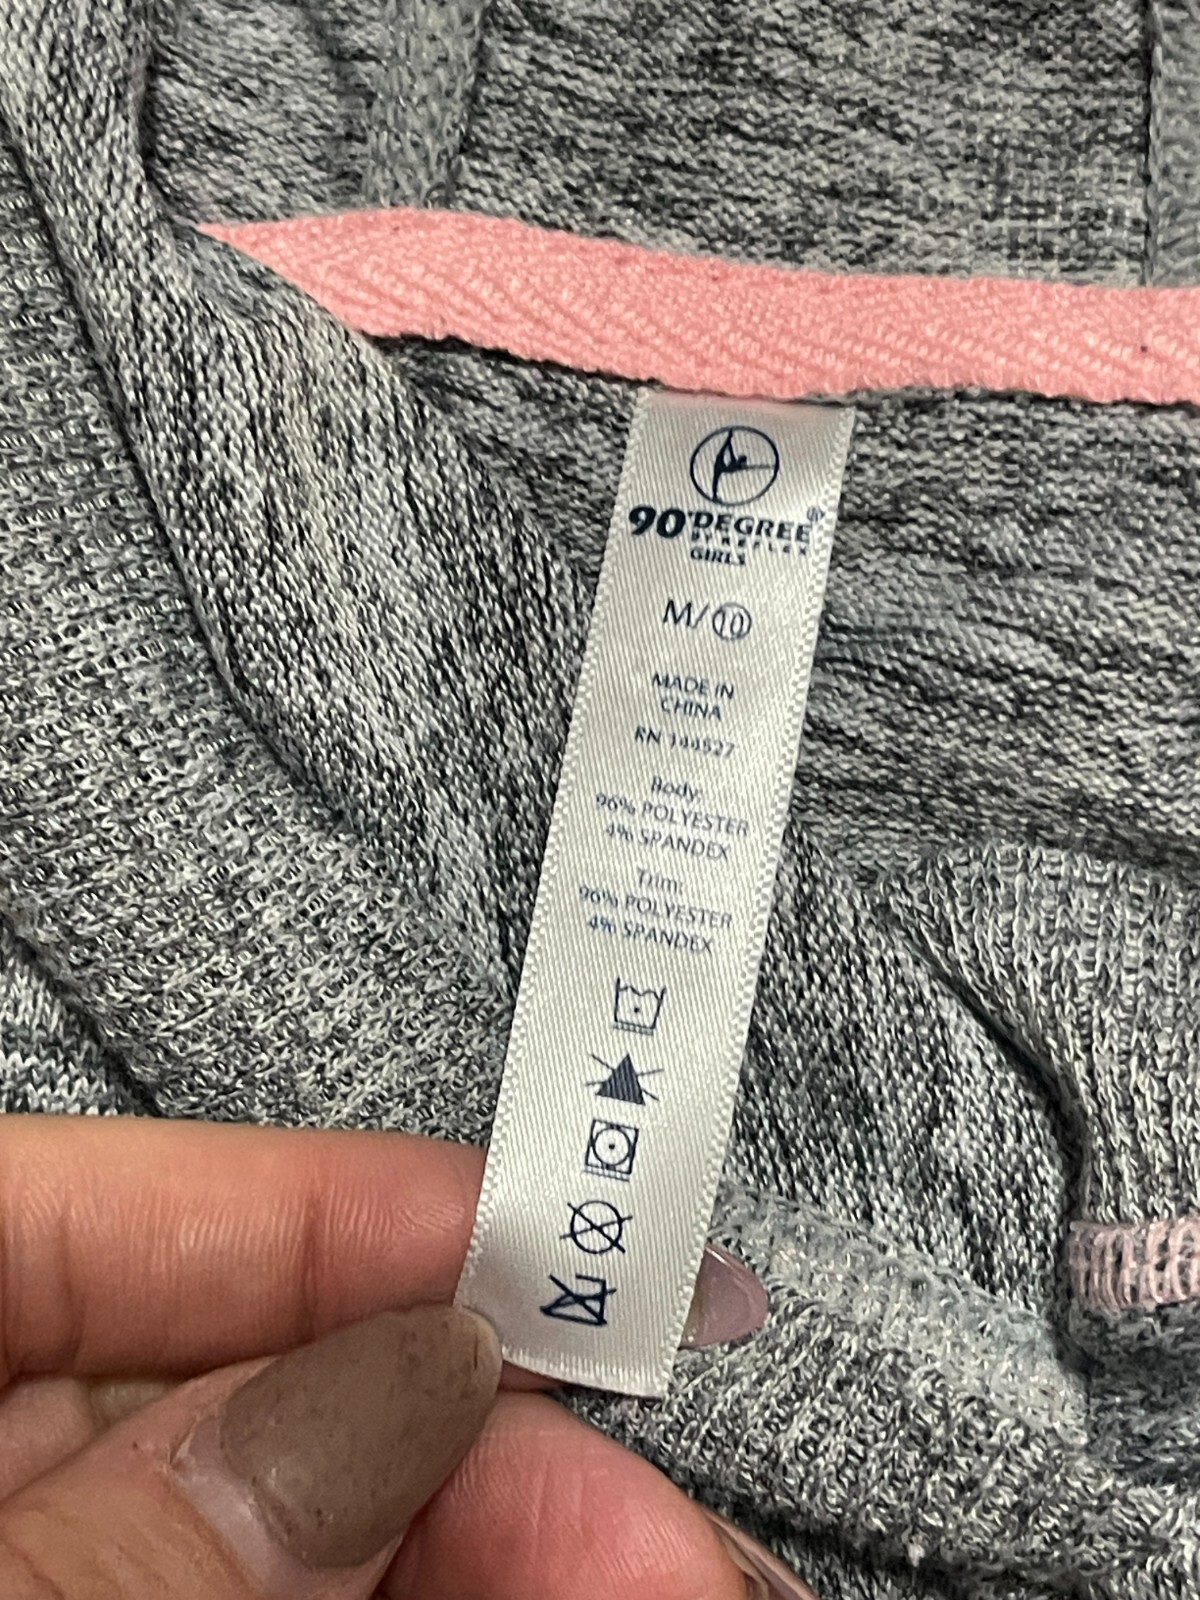 90°DEGREE®
BY REFLEX
GIRLS
M/10
MADE IN
CHINA
RN 144527
Body:
96% POLYESTER
4% SPANDEX
Trim:
96% POLYESTER
4% SPANDEX